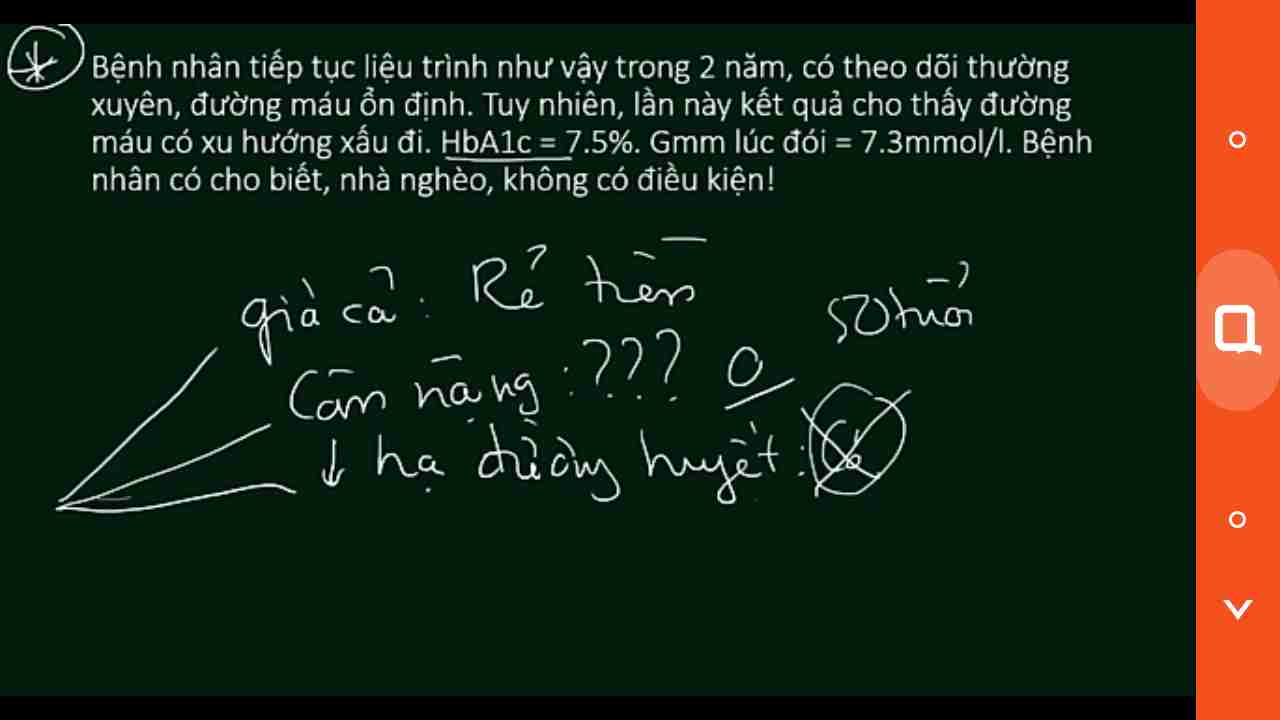 Bệnh nhân tiếp tục liệu trình như vậy trong 2 năm, có theo dõi thường
xuyên, đường máu ổn định. Tuy nhiên, lần này kết quả cho thấy đường
máu có xu hướng xấu đi. HbA1c = 7.5%. Gmm lúc đói = 7.3mmol/l. Bệnh
nhân có cho biết, nhà nghèo, không có điều kiện!
giá cả : Rẻ tiền
50 tuổi
Cân nặng : ??? 0
↓ hạ đường huyết :